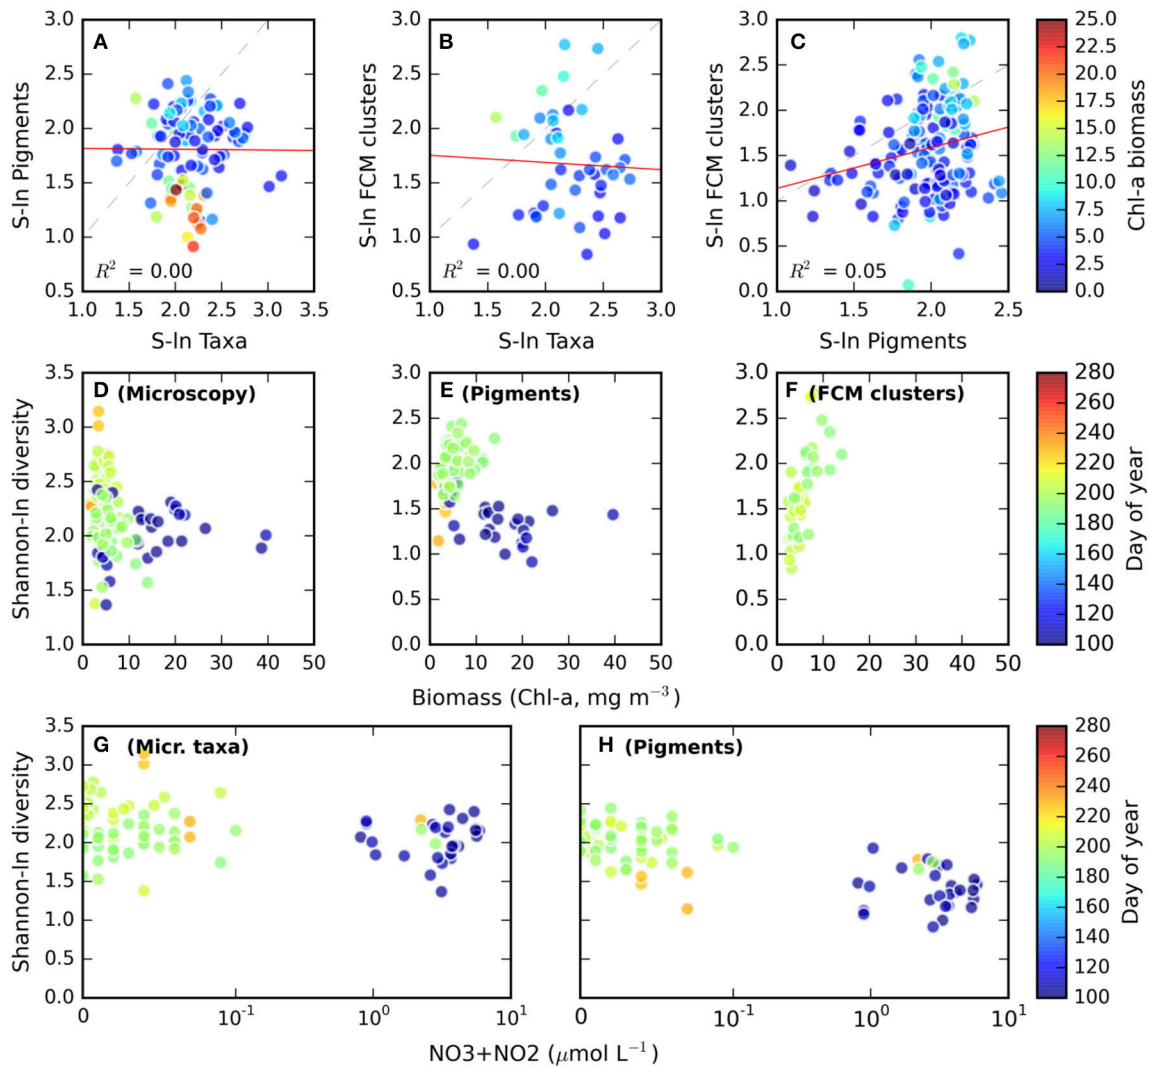 A
S-ln Pigments
3.0
2.5
2.0
1.5
1.0
0.5
R² = 0.00
1.0 1.5 2.0 2.5 3.0 3.5
S-ln Taxa
B
S-ln FCM clusters
3.0
2.5
2.0
1.5
1.0
0.5
R² = 0.00
1.0 1.5 2.0 2.5 3.0
S-ln Taxa
C
S-ln FCM clusters
3.0
2.5
2.0
1.5
1.0
0.5
0.0
R² = 0.05
1.0 1.5 2.0 2.5
S-ln Pigments
25.0
22.5
20.0
17.5
15.0
12.5
10.0
7.5
5.0
2.5
0.0
Chl-a biomass
D (Microscopy)
Shannon-ln diversity
3.5
3.0
2.5
2.0
1.5
1.0
0 10 20 30 40 50
E (Pigments)
3.0
2.5
2.0
1.5
1.0
0.5
0.0
0 10 20 30 40 50
F (FCM clusters)
3.0
2.5
2.0
1.5
1.0
0.5
0.0
0 10 20 30 40 50
Biomass (Chl-a, mg m⁻³)
280
260
240
220
200
180
160
140
120
100
Day of year
G (Micr. taxa)
Shannon-ln diversity
3.5
3.0
2.5
2.0
1.5
1.0
0.5
0.0
0 10⁻¹ 10⁰ 10¹
H (Pigments)
0 10⁻¹ 10⁰ 10¹
NO3+NO2 (μmol L⁻¹)
280
260
240
220
200
180
160
140
120
100
Day of year